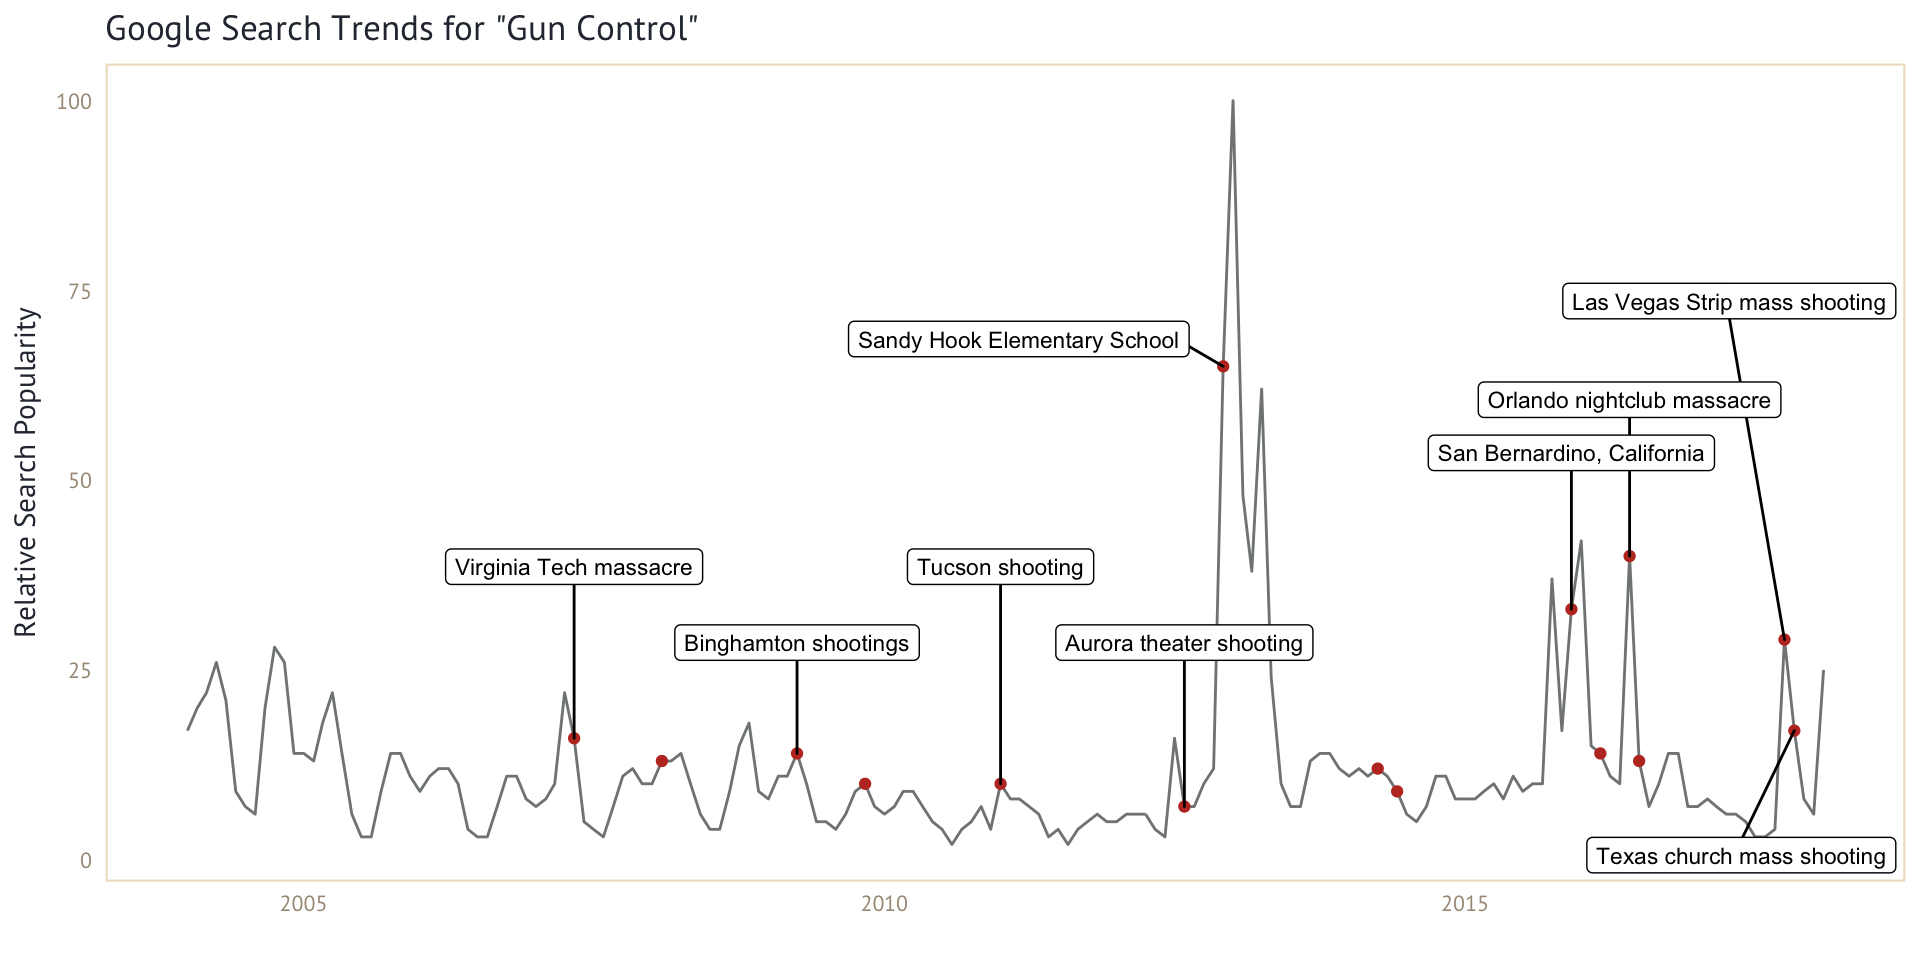 Google Search Trends for "Gun Control"
Relative Search Popularity
100
75
50
25
0
Las Vegas Strip mass shooting
Sandy Hook Elementary School
Orlando nightclub massacre
San Bernardino, California
Virginia Tech massacre
Tucson shooting
Binghamton shootings
Aurora theater shooting
Texas church mass shooting
2005
2010
2015